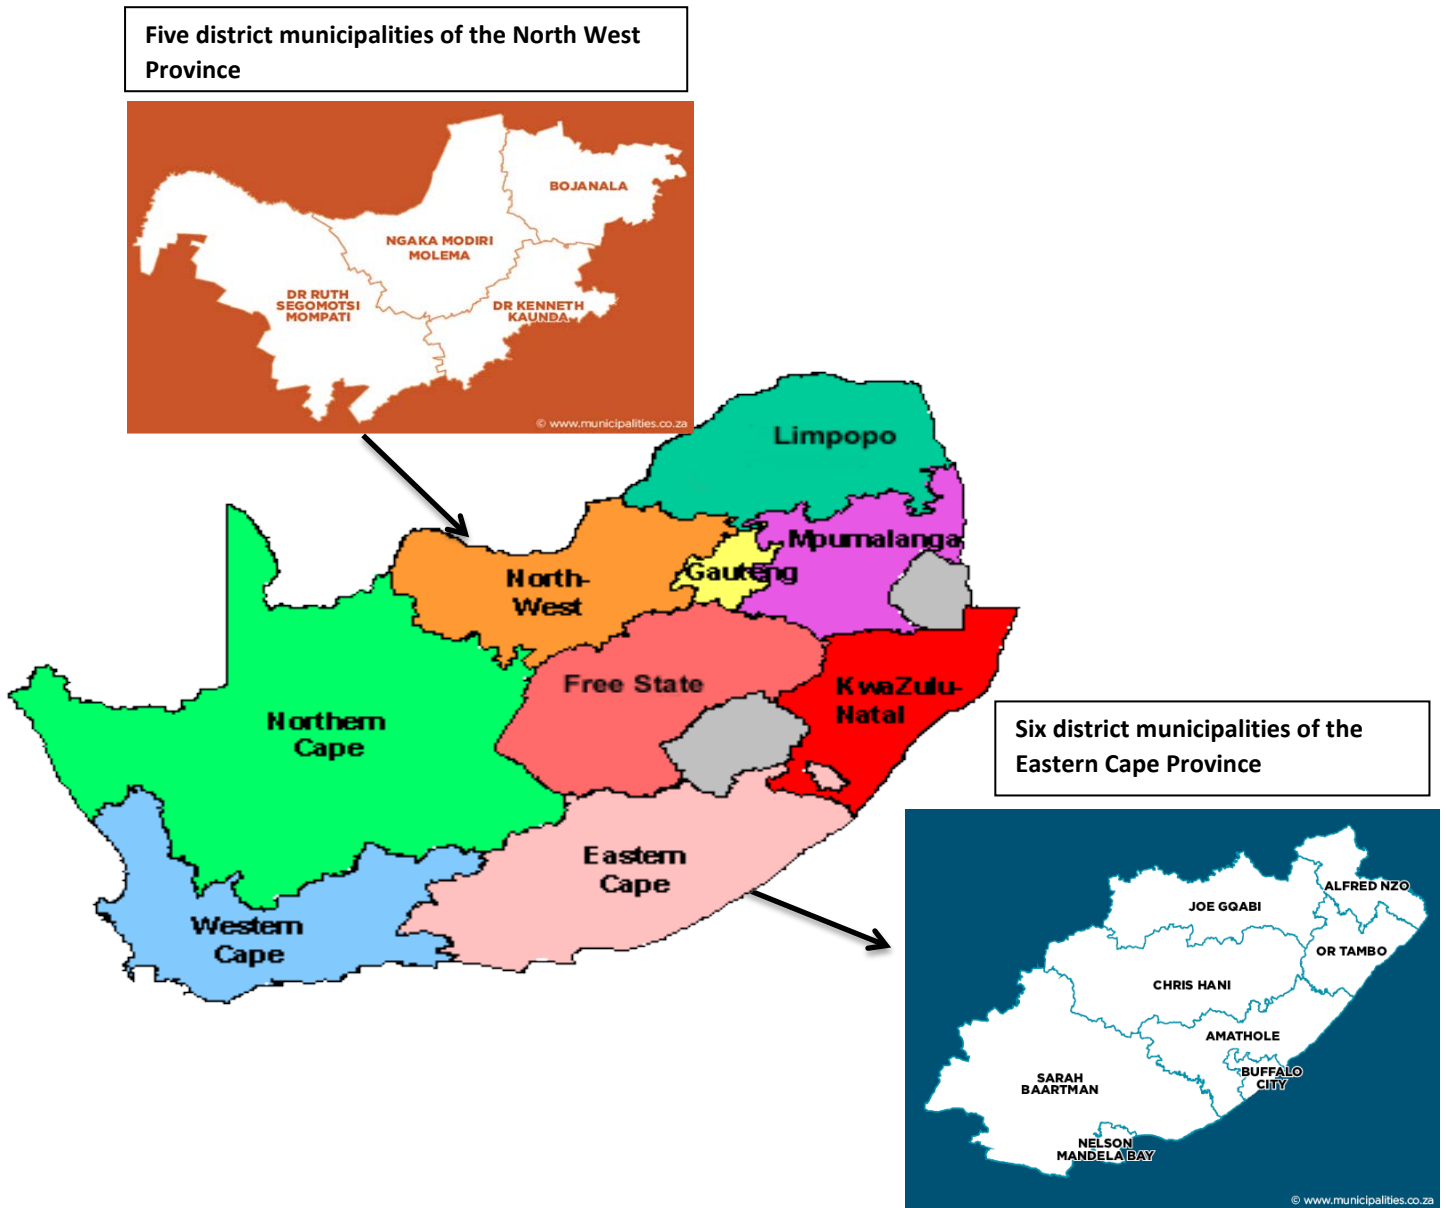 Five district municipalities of the North West
Province
BOJANALA
NGAKA MODIRI
MOLEMA
DR RUTH
SEGOMOTSI
MOMPATI
DR KENNETH
KAUNDA
© www.municipalities.co.za
Limpopo
Mpumalanga
Gauteng
North-
West
Free State
KwaZulu-
Natal
Northern
Cape
Eastern
Cape
Western
Cape
Six district municipalities of the
Eastern Cape Province
ALFRED NZO
JOE GQABI
OR TAMBO
CHRIS HANI
AMATHOLE
BUFFALO
CITY
SARAH
BAARTMAN
NELSON
MANDELA BAY
© www.municipalities.co.za